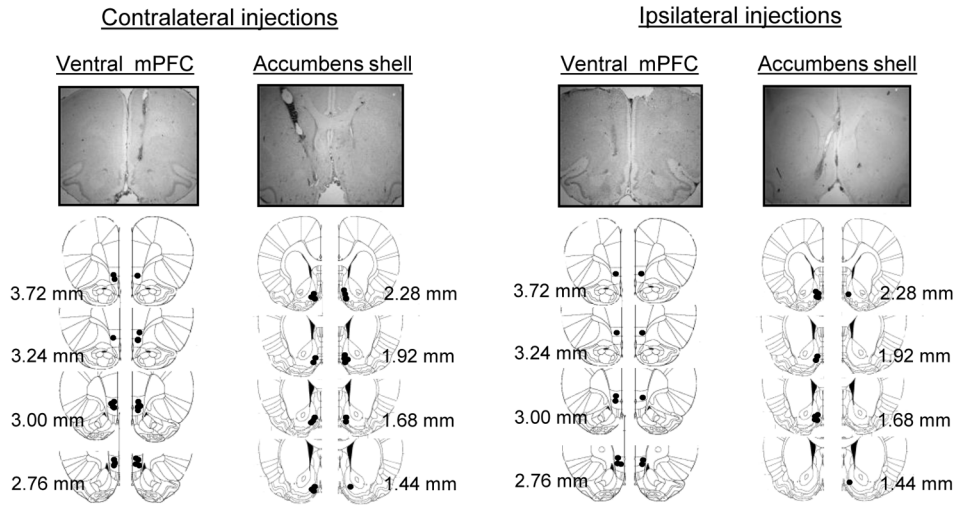 Contralateral injections
Ipsilateral injections
Ventral mPFC
Accumbens shell
Ventral mPFC
Accumbens shell
3.72 mm
2.28 mm
3.72 mm
2.28 mm
3.24 mm
1.92 mm
3.24 mm
1.92 mm
3.00 mm
1.68 mm
3.00 mm
1.68 mm
2.76 mm
1.44 mm
2.76 mm
1.44 mm